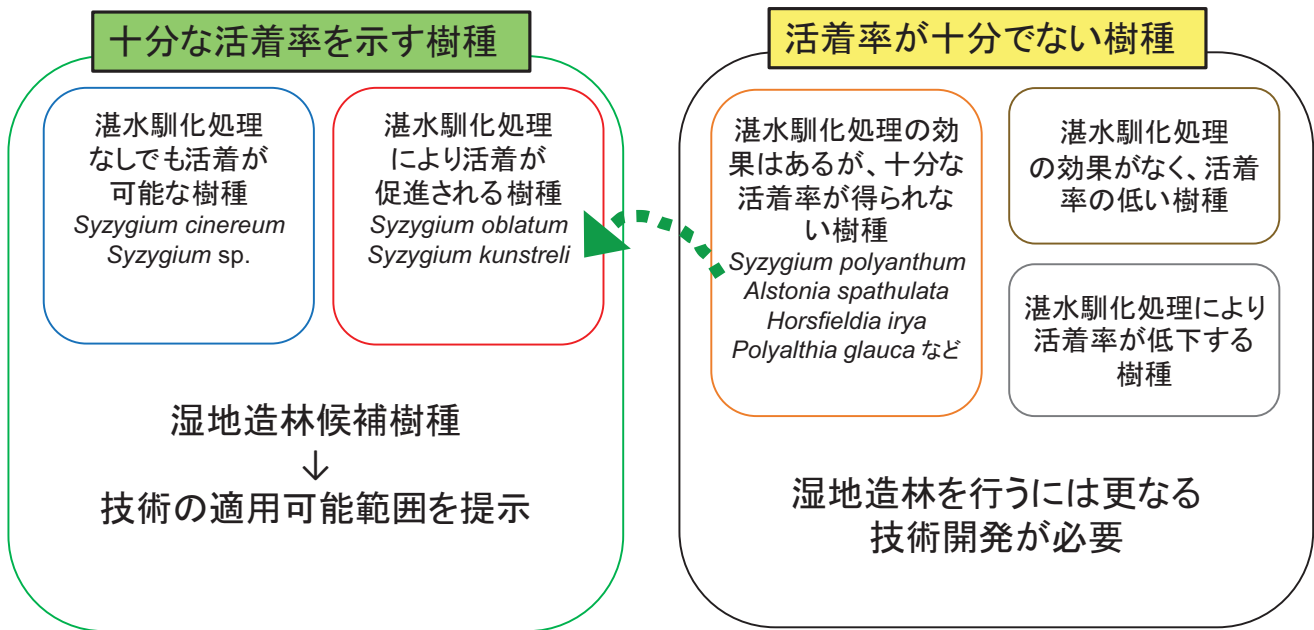 十分な活着率を示す樹種
湛水馴化処理
なしでも活着が
可能な樹種
Syzygium cinereum
Syzygium sp.
湛水馴化処理
により活着が
促進される樹種
Syzygium oblatum
Syzygium kunstreli
湿地造林候補樹種
↓
技術の適用可能範囲を提示
活着率が十分でない樹種
湛水馴化処理の効
果はあるが、十分な
活着率が得られな
い樹種
Syzygium polyanthum
Alstonia spathulata
Horsfieldia irya
Polyalthia glauca など
湛水馴化処理
の効果がなく、活着
率の低い樹種
湛水馴化処理により
活着率が低下する
樹種
湿地造林を行うには更なる
技術開発が必要